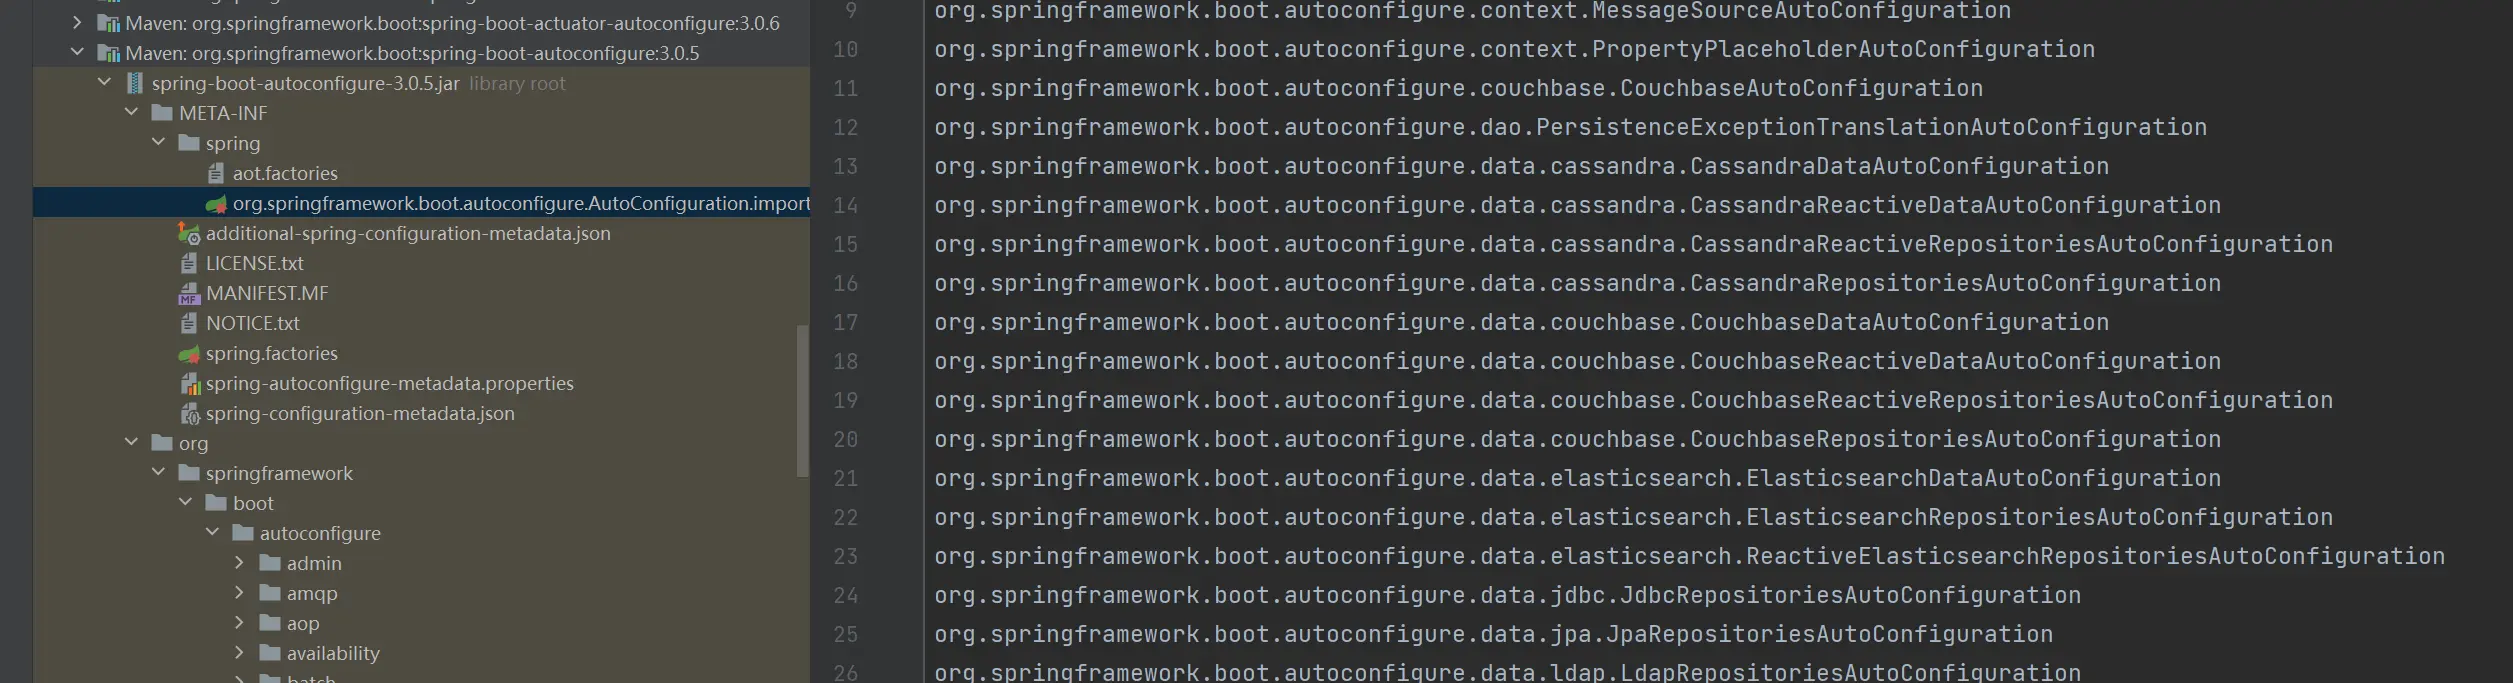 Maven: org.springframework.boot:spring-boot-actuator-autoconfigure:3.0.6
Maven: org.springframework.boot:spring-boot-autoconfigure:3.0.5
spring-boot-autoconfigure-3.0.5.jar library root
META-INF
spring
aot.factories
org.springframework.boot.autoconfigure.AutoConfiguration.import
additional-spring-configuration-metadata.json
LICENSE.txt
MF MANIFEST.MF
NOTICE.txt
spring.factories
spring-autoconfigure-metadata.properties
spring-configuration-metadata.json
org
springframework
boot
autoconfigure
admin
amqp
aop
availability
batch
9 org.springframework.boot.autoconfigure.context.MessageSourceAutoConfiguration
10 org.springframework.boot.autoconfigure.context.PropertyPlaceholderAutoConfiguration
11 org.springframework.boot.autoconfigure.couchbase.CouchbaseAutoConfiguration
12 org.springframework.boot.autoconfigure.dao.PersistenceExceptionTranslationAutoConfiguration
13 org.springframework.boot.autoconfigure.data.cassandra.CassandraDataAutoConfiguration
14 org.springframework.boot.autoconfigure.data.cassandra.CassandraReactiveDataAutoConfiguration
15 org.springframework.boot.autoconfigure.data.cassandra.CassandraReactiveRepositoriesAutoConfiguration
16 org.springframework.boot.autoconfigure.data.cassandra.CassandraRepositoriesAutoConfiguration
17 org.springframework.boot.autoconfigure.data.couchbase.CouchbaseDataAutoConfiguration
18 org.springframework.boot.autoconfigure.data.couchbase.CouchbaseReactiveDataAutoConfiguration
19 org.springframework.boot.autoconfigure.data.couchbase.CouchbaseReactiveRepositoriesAutoConfiguration
20 org.springframework.boot.autoconfigure.data.couchbase.CouchbaseRepositoriesAutoConfiguration
21 org.springframework.boot.autoconfigure.data.elasticsearch.ElasticsearchDataAutoConfiguration
22 org.springframework.boot.autoconfigure.data.elasticsearch.ElasticsearchRepositoriesAutoConfiguration
23 org.springframework.boot.autoconfigure.data.elasticsearch.ReactiveElasticsearchRepositoriesAutoConfiguration
24 org.springframework.boot.autoconfigure.data.jdbc.JdbcRepositoriesAutoConfiguration
25 org.springframework.boot.autoconfigure.data.jpa.JpaRepositoriesAutoConfiguration
26 org.springframework.boot.autoconfigure.data.ldap.LdapRepositoriesAutoConfiguration